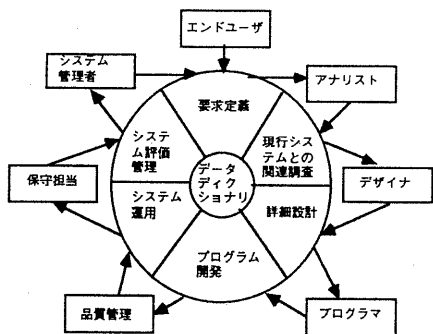 エンドユーザ
システム
管理者
アナリスト
要求定義
システ
ム評価
管理
現行シス
テムとの
関連調査
データ
ディク
ショナリ
保守担当
デザイナ
システム
運用
詳細設計
プログラム
開発
品質管理
プログラマ